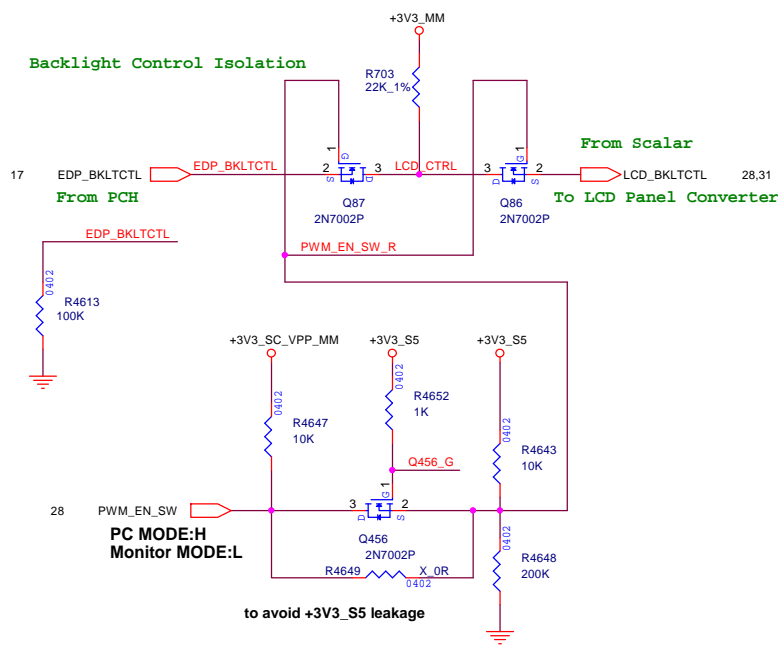 +3V3_MM
Backlight Control Isolation
R703
22K_1%
From Scalar
17
EDP_BKLTCTL
EDP_BKLTCTL
1
G
2
S
3
D
LCD_CTRL
3
D
1
G
2
S
LCD_BKLTCTL
28,31
From PCH
Q87
2N7002P
Q86
2N7002P
To LCD Panel Converter
EDP_BKLTCTL
PWM_EN_SW_R
0402
R4613
100K
+3V3_SC_VPP_MM
+3V3_S5
+3V3_S5
0402
R4647
10K
0402
R4652
1K
0402
R4643
10K
Q456_G
28
PWM_EN_SW
3
D
1
G
2
S
PC MODE:H
Monitor MODE:L
Q456
2N7002P
0402
R4648
200K
R4649
X_0R
0402
to avoid +3V3_S5 leakage